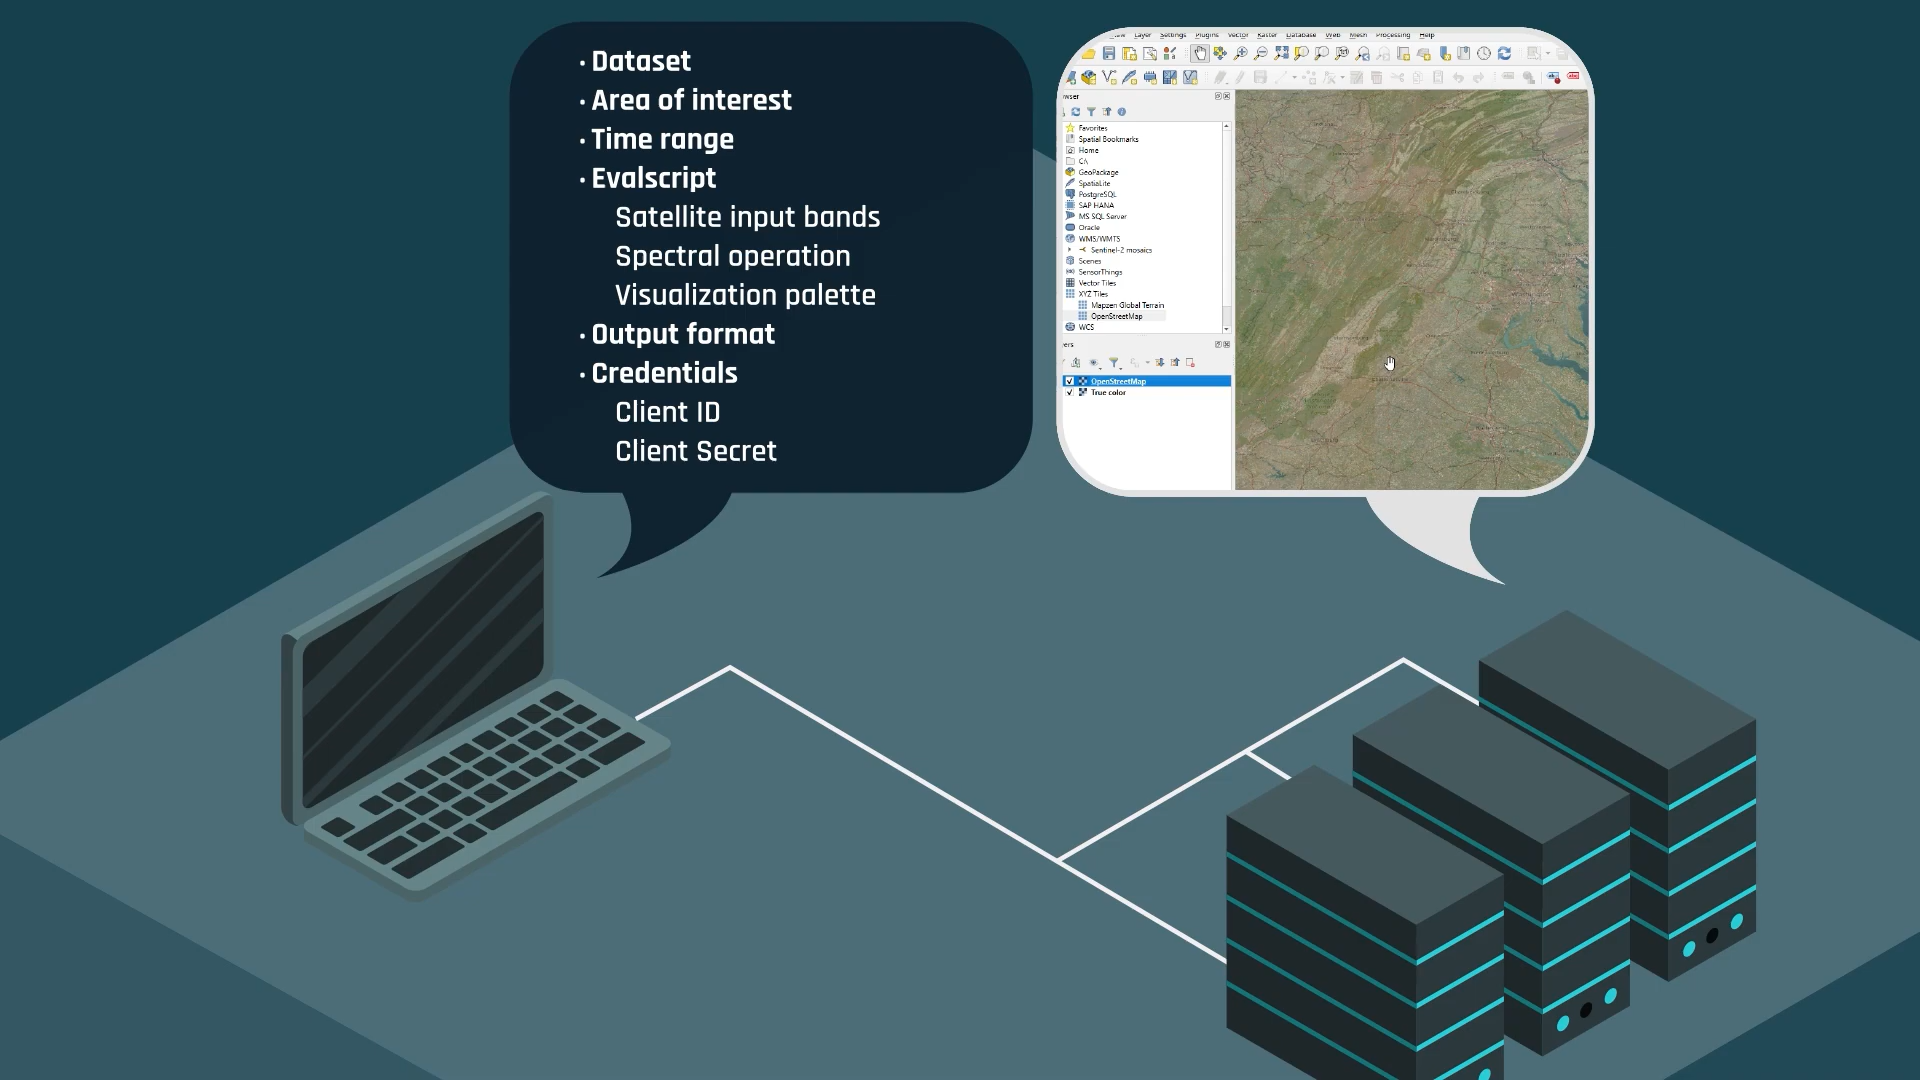 · Dataset
· Area of interest
· Time range
· Evalscript
Satellite input bands
Spectral operation
Visualization palette
· Output format
· Credentials
Client ID
Client Secret
Layer Settings Plugins Vector Raster Database Web Mesh Processing Help
wser
Favorites
Spatial Bookmarks
Home
C:\
GeoPackage
SpatiaLite
PostgreSQL
SAP HANA
MS SQL Server
Oracle
WMS/WMTS
Sentinel-2 mosaics
Scenes
SensorThings
Vector Tiles
XYZ Tiles
Mapzen Global Terrain
OpenStreetMap
WCS
ers
OpenStreetMap
True color